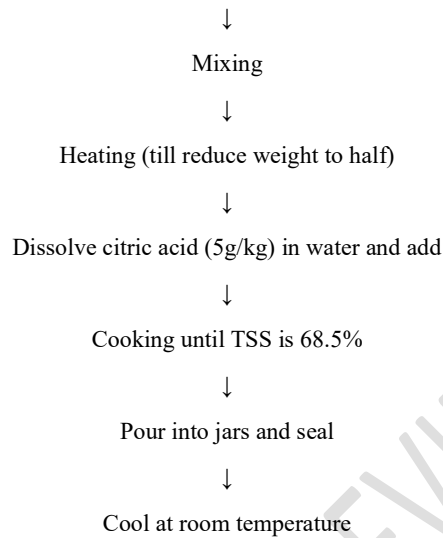 ↓
Mixing
↓
Heating (till reduce weight to half)
↓
Dissolve citric acid (5g/kg) in water and add
↓
Cooking until TSS is 68.5%
↓
Pour into jars and seal
↓
Cool at room temperature